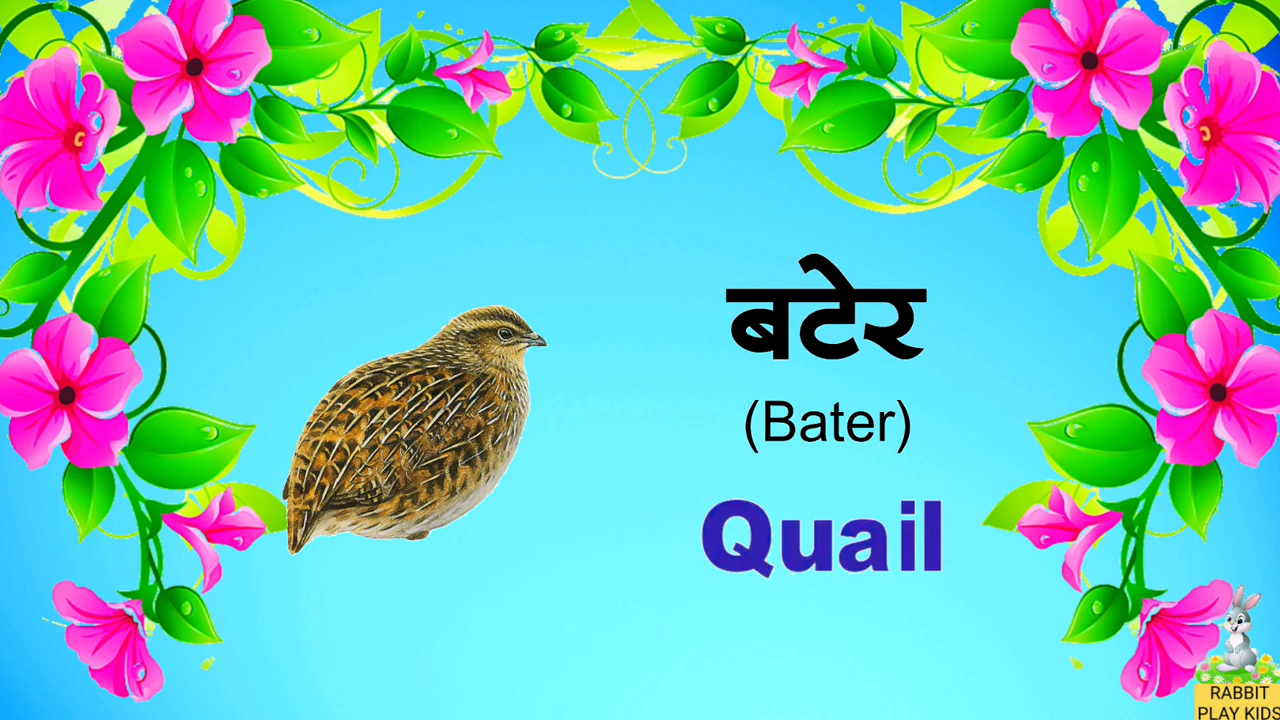 बटेर
(Bater)
Quail
RABBIT
PLAY KIDS